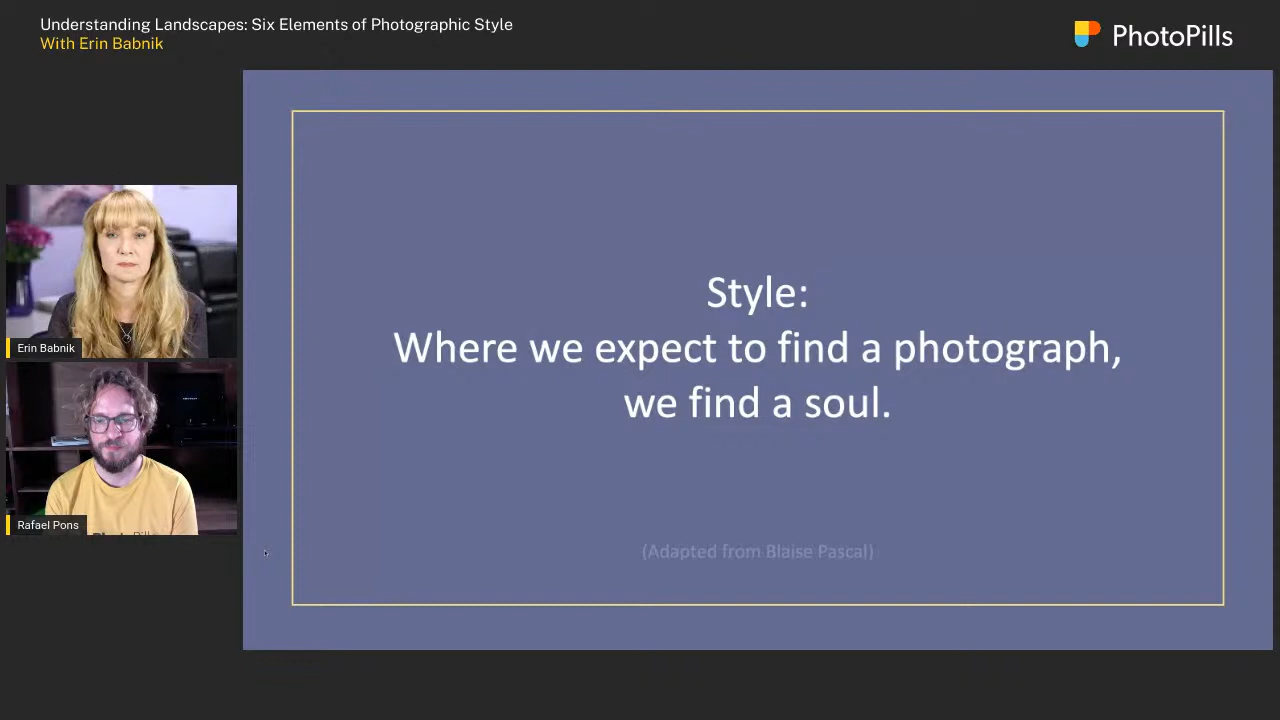 Understanding Landscapes: Six Elements of Photographic Style
With Erin Babnik
PhotoPills
Style:
Where we expect to find a photograph,
we find a soul.
(Adapted from Blaise Pascal)
Erin Babnik
Rafael Pons